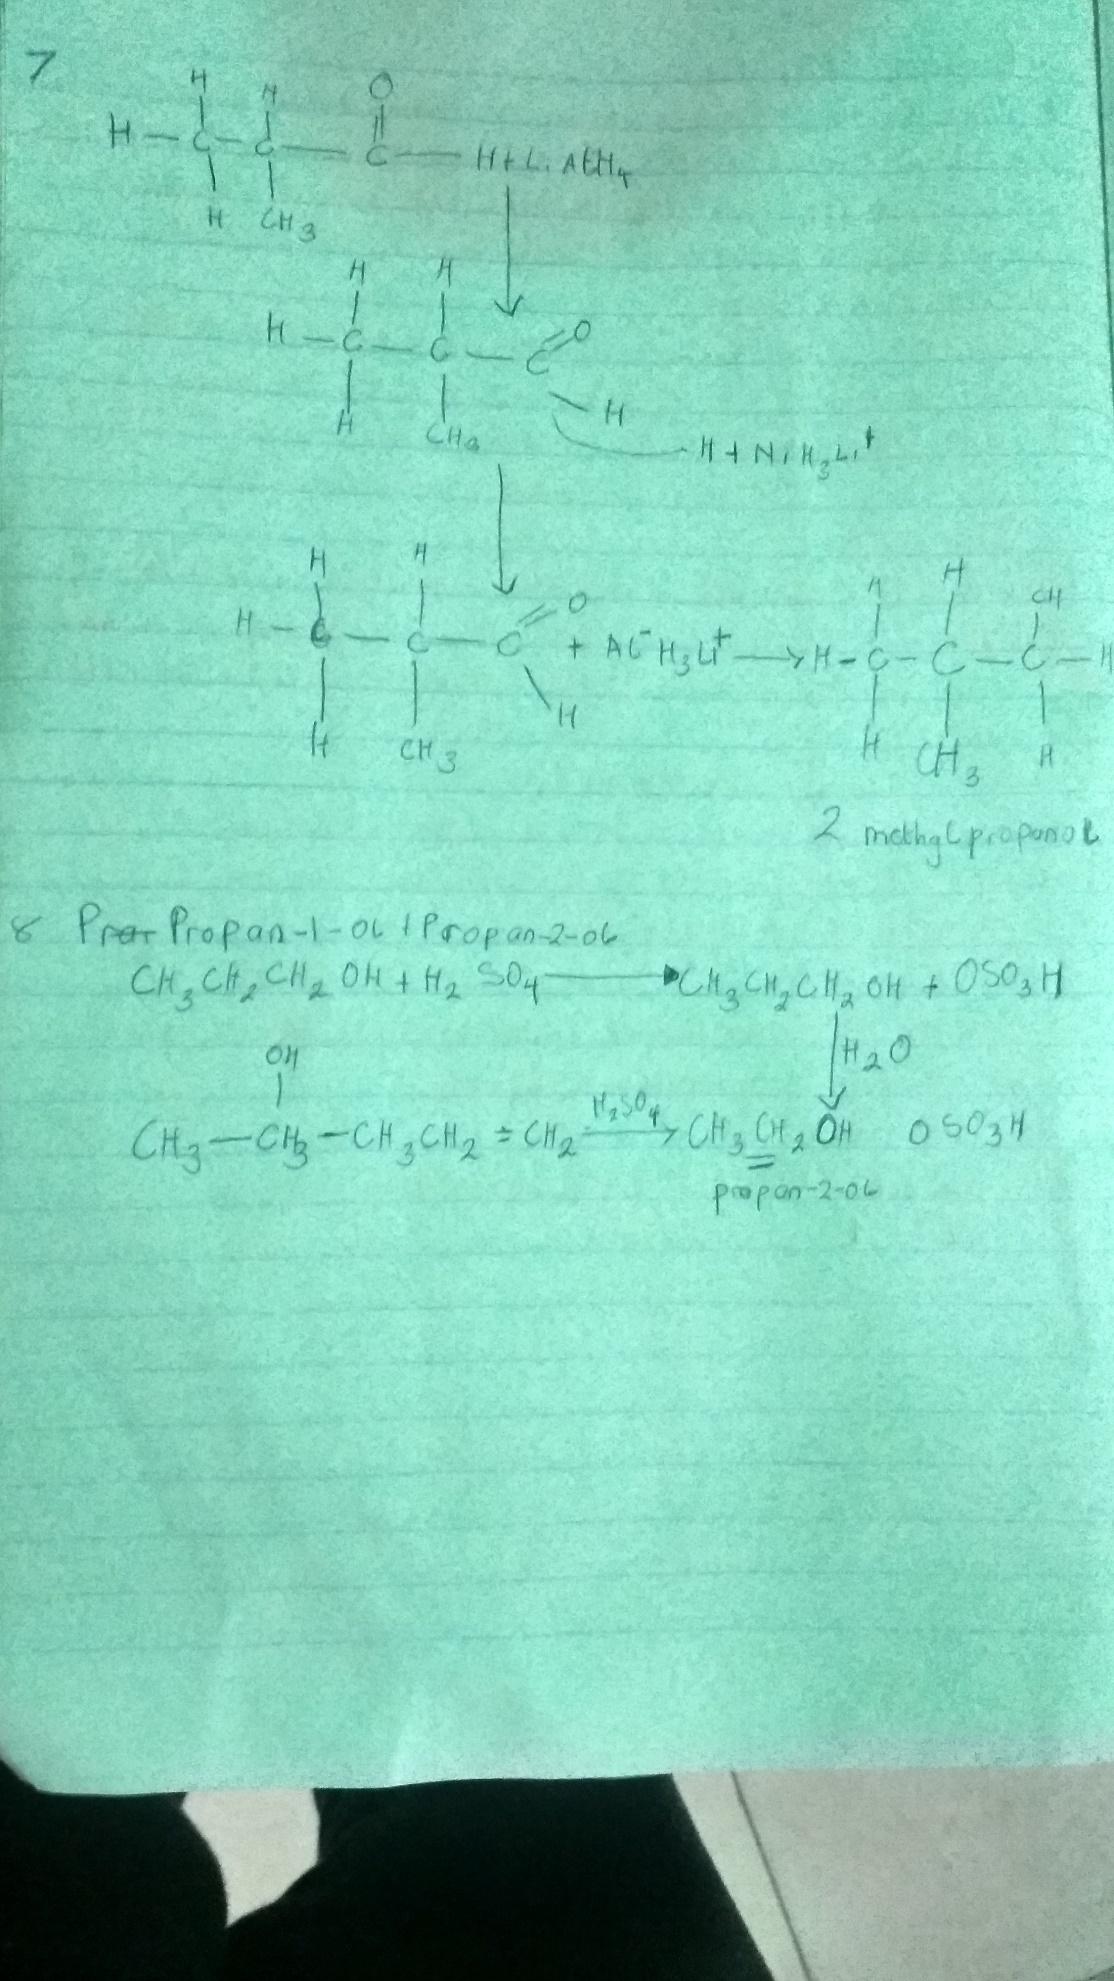 7
H H O
H - C - C - C - H + LiAlH4
H CH3
H H
H - C - C - C = O
H
H CH3
H + NiH3Li+
H H
H - C - C - C = O + Al-H3Li+ → H - C - C - C - H
H H OH
H
H CH3
H CH3 H
2 methylpropanol
8 Propan-1-ol + Propan-2-ol
CH3CH2CH2OH + H2SO4 → CH3CH2CH2OH + OSO3H
H2O
OH
CH3 - CH3 - CH3CH2 = CH2 H2SO4 → CH3CH2OH OSO3H
propan-2-ol